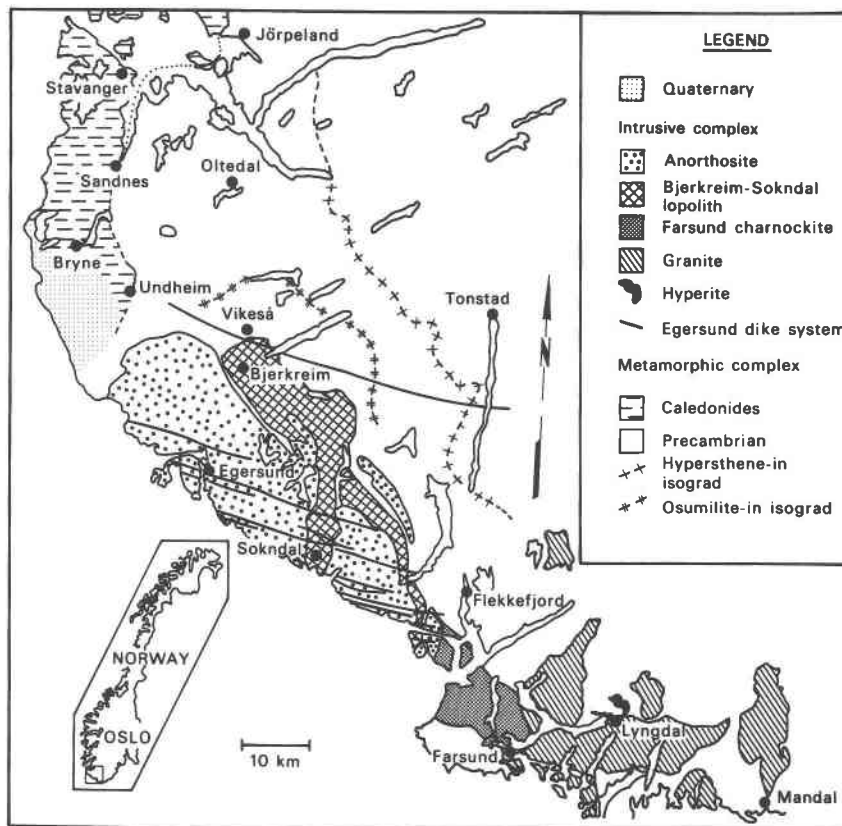 Jörpeland
Stavanger
Oltedal
Sandnes
Bryne
Undheim
Vikeså
Tonstad
Bjerkreim
N
Egersund
Sokndal
Flekkefjord
NORWAY
OSLO
10 km
Farsund
Lyngdal
Mandal
LEGEND
Quaternary
Intrusive complex
Anorthosite
Bjerkreim-Sokndal
lopolith
Farsund charnockite
Granite
Hyperite
Egersund dike system
Metamorphic complex
Caledonides
Precambrian
Hypersthene-in
isograd
Osumilite-in isograd